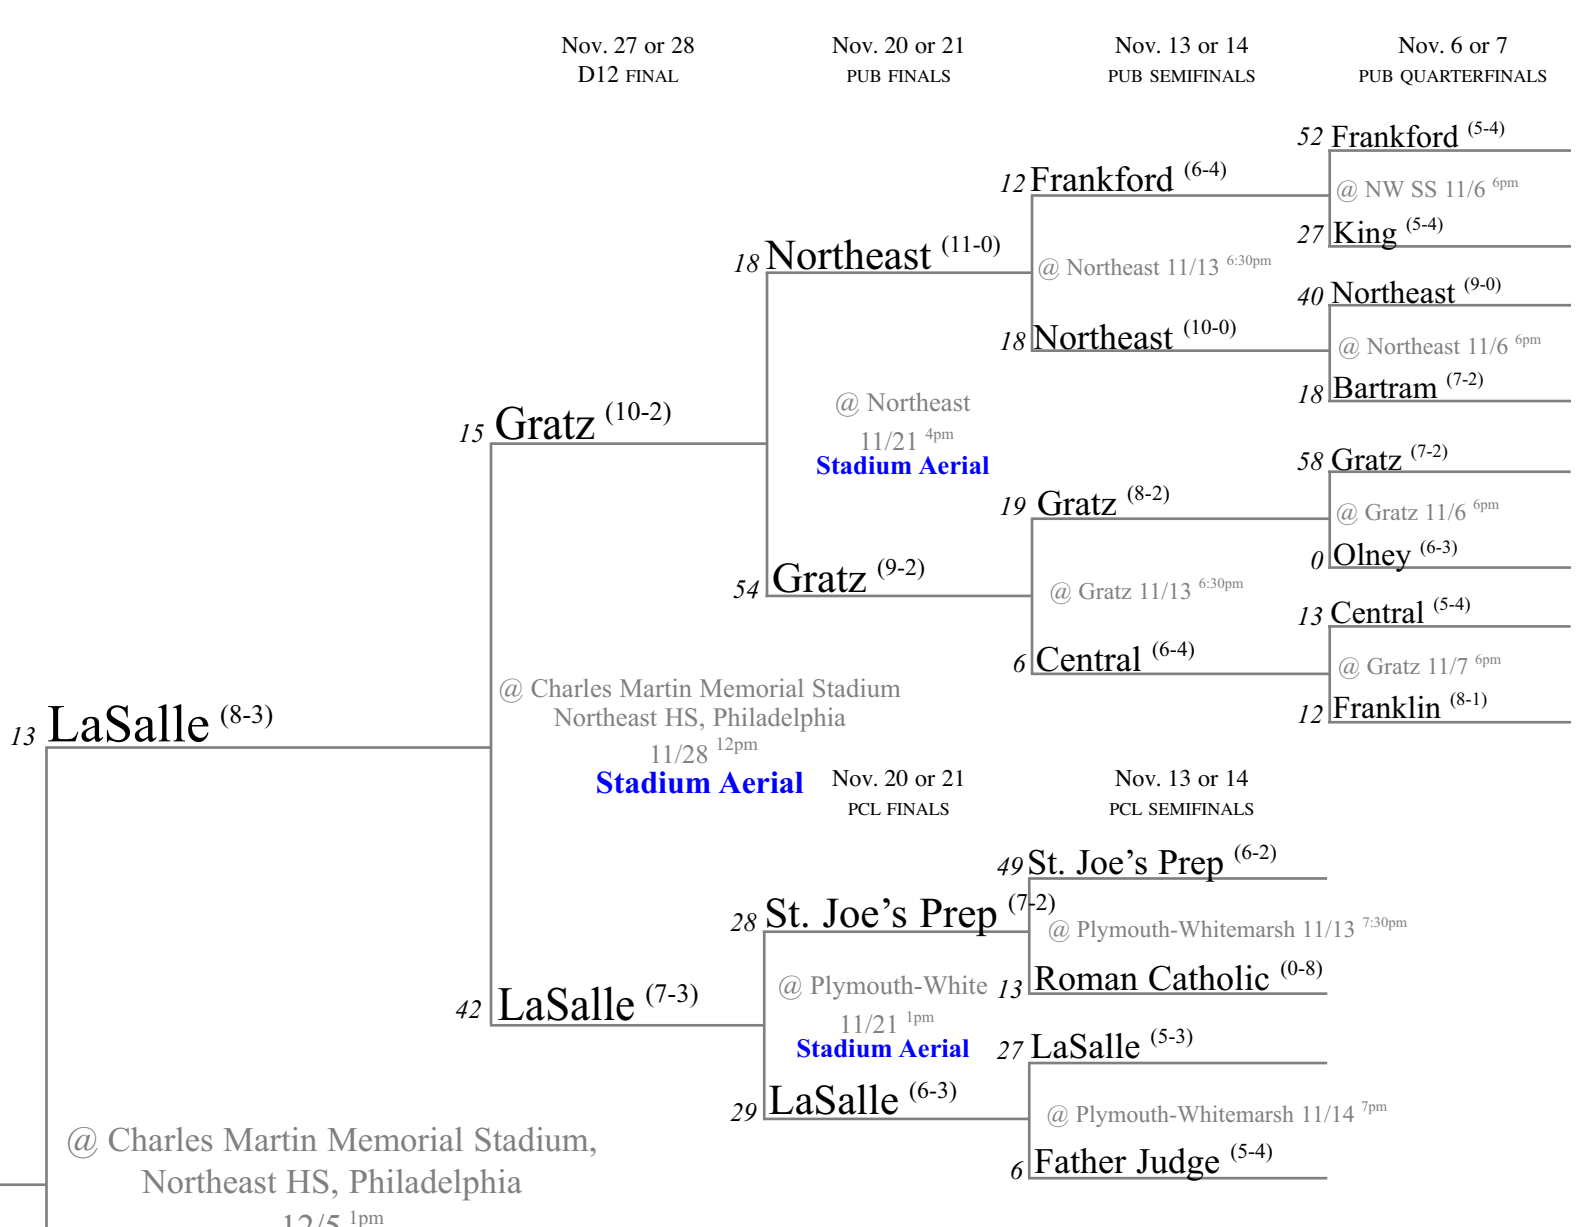 Nov. 27 or 28
D12 FINAL
Nov. 20 or 21
PUB FINALS
Nov. 13 or 14
PUB SEMIFINALS
Nov. 6 or 7
PUB QUARTERFINALS
52 Frankford (5-4)
@ NW SS 11/6 6pm
27 King (5-4)
40 Northeast (9-0)
@ Northeast 11/6 6pm
18 Bartram (7-2)
58 Gratz (7-2)
@ Gratz 11/6 6pm
0 Olney (6-3)
13 Central (5-4)
@ Gratz 11/7 6pm
12 Franklin (8-1)
12 Frankford (6-4)
@ Northeast 11/13 6:30pm
18 Northeast (10-0)
19 Gratz (8-2)
@ Gratz 11/13 6:30pm
6 Central (6-4)
18 Northeast (11-0)
@ Northeast
11/21 4pm
Stadium Aerial
54 Gratz (9-2)
15 Gratz (10-2)
@ Charles Martin Memorial Stadium
Northeast HS, Philadelphia
11/28 12pm
Stadium Aerial
42 LaSalle (7-3)
13 LaSalle (8-3)
Nov. 20 or 21
PCL FINALS
Nov. 13 or 14
PCL SEMIFINALS
49 St. Joe's Prep (6-2)
@ Plymouth-Whitemarsh 11/13 7:30pm
13 Roman Catholic (0-8)
27 LaSalle (5-3)
@ Plymouth-Whitemarsh 11/14 7pm
6 Father Judge (5-4)
28 St. Joe's Prep (7-2)
@ Plymouth-White
11/21 1pm
Stadium Aerial
29 LaSalle (6-3)
@ Charles Martin Memorial Stadium,
Northeast HS, Philadelphia
12/5 1pm